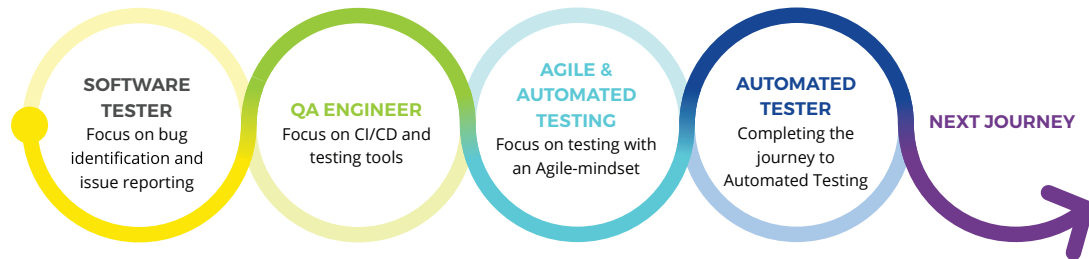 SOFTWARE
TESTER
Focus on bug
identification and
issue reporting
QA ENGINEER
Focus on CI/CD and
testing tools
AGILE &
AUTOMATED
TESTING
Focus on testing with
an Agile-mindset
AUTOMATED
TESTER
Completing the
journey to
Automated Testing
NEXT JOURNEY